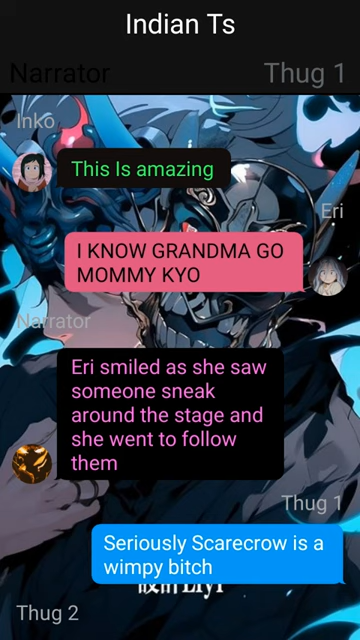 Indian Ts
Narrator
Thug 1
Inko
This Is amazing
Eri
I KNOW GRANDMA GO
MOMMY KYO
Narrator
Eri smiled as she saw
someone sneak
around the stage and
she went to follow
them
Thug 1
Seriously Scarecrow is a
wimpy bitch
Thug 2